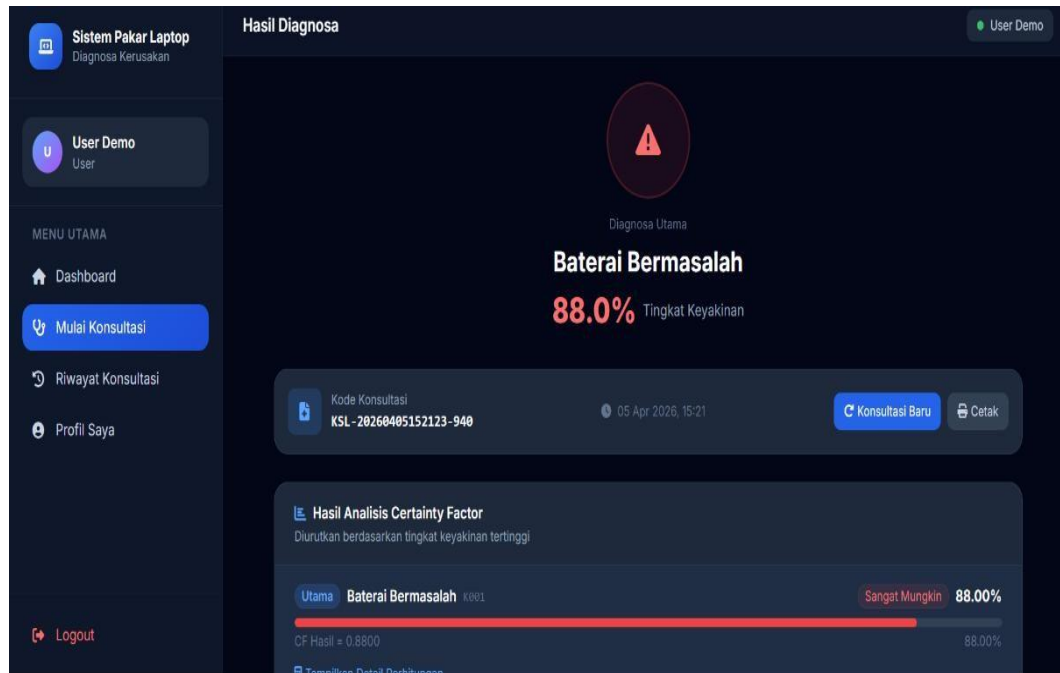 Sistem Pakar Laptop
Diagnosa Kerusakan
User Demo
User
U
MENU UTAMA
Dashboard
Mulai Konsultasi
Riwayat Konsultasi
Profil Saya
Logout
Hasil Diagnosa
User Demo
Diagnosa Utama
Baterai Bermasalah
88.0% Tingkat Keyakinan
Kode Konsultasi
KSL-20260405152123-940
05 Apr 2026, 15:21
Konsultasi Baru
Cetak
Hasil Analisis Certainty Factor
Diurutkan berdasarkan tingkat keyakinan tertinggi
Utama Baterai Bermasalah K001 Sangat Mungkin 88.00%
CF Hasil = 0.8800 88.00%
Tampilkan Detail Perhitungan